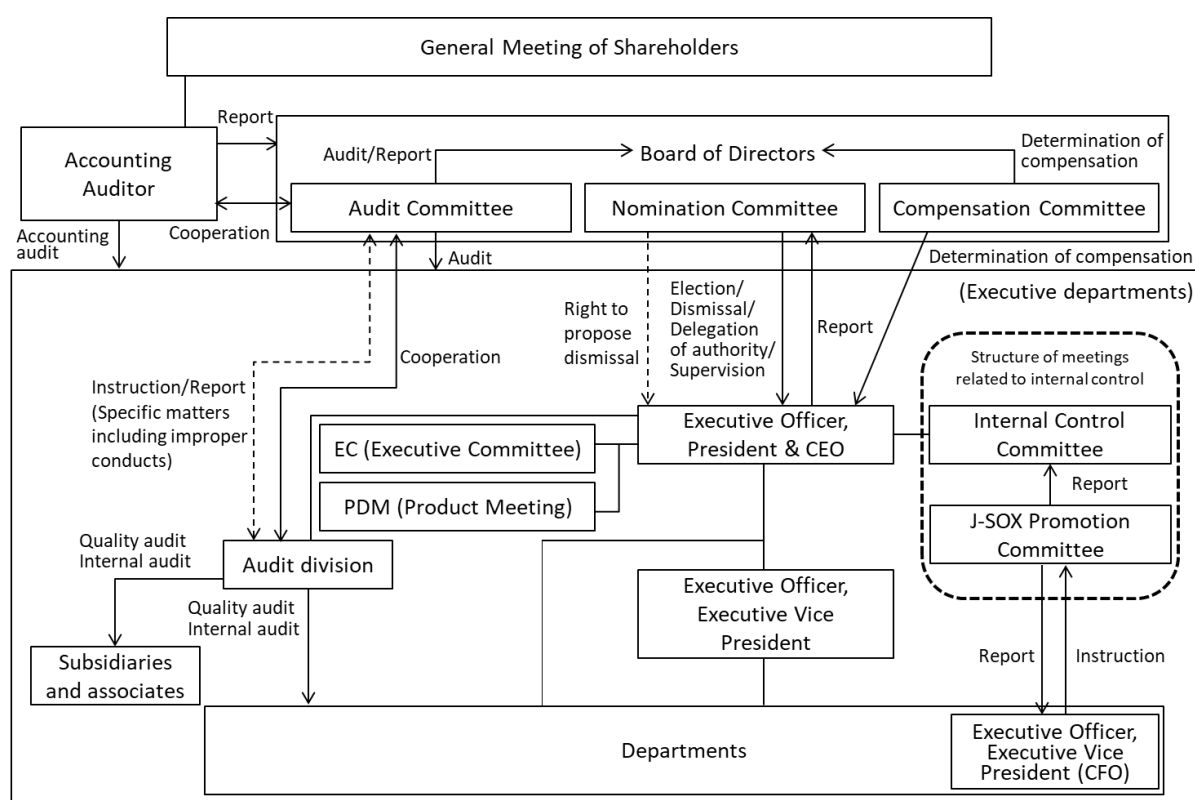 General Meeting of Shareholders
Report
Accounting
Auditor
Audit/Report
Board of Directors
Determination of
compensation
Audit Committee
Nomination Committee
Compensation Committee
Cooperation
Accounting
audit
Audit
Determination of compensation
(Executive departments)
Election/
Dismissal/
Delegation
of authority/
Supervision
Right to
propose
dismissal
Report
Cooperation
Structure of meetings
related to internal control
Instruction/Report
(Specific matters
including improper
conducts)
Executive Officer,
President & CEO
Internal Control
Committee
EC (Executive Committee)
PDM (Product Meeting)
Report
J-SOX Promotion
Committee
Quality audit
Internal audit
Audit division
Executive Officer,
Executive Vice
President
Quality audit
Internal audit
Subsidiaries
and associates
Report
Instruction
Departments
Executive Officer,
Executive Vice
President (CFO)